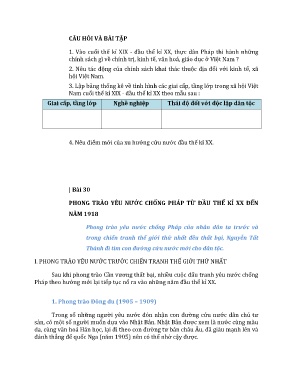 CÂU HỎI VÀ BÀI TẬP
1. Vào cuối thế kỉ XIX - đầu thế kỉ XX, thực dân Pháp thi hành những
chính sách gì về chính trị, kinh tế, văn hoá, giáo dục ở Việt Nam ?
2. Nêu tác động của chính sách khai thác thuộc địa đối với kinh tế, xã
hội Việt Nam.
3. Lập bảng thống kê về tình hình các giai cấp, tầng lớp trong xã hội Việt
Nam cuối thế kỉ XIX - đầu thế kỉ XX theo mẫu sau :
Giai cấp, tầng lớp Nghề nghiệp Thái độ đối với độc lập dân tộc
4. Nêu điểm mới của xu hướng cứu nước đầu thế kỉ XX.
| Bài 30
PHONG TRÀO YÊU NƯỚC CHỐNG PHÁP TỪ ĐẦU THẾ KỈ XX ĐẾN
NĂM 1918
Phong trào yêu nước chống Pháp của nhân dân ta trước và
trong chiến tranh thế giới thứ nhất đều thất bại, Nguyễn Tất
Thành đi tìm con đường cứu nước mới cho dân tộc.
I. PHONG TRÀO YÊU NƯỚC TRƯỚC CHIẾN TRANH THẾ GIỚI THỨ NHẤT
Sau khi phong trào Cần vương thất bại, nhiều cuộc đấu tranh yêu nước chống
Pháp theo hướng mới lại tiếp tục nổ ra vào những năm đầu thế kỉ XX.
1. Phong trào Đông du (1905 – 1909)
Trong số những người yêu nước đón nhận con đường cứu nước dân chủ tư
sản, có một số người muốn dựa vào Nhật Bản. Nhật Bản được xem là nước cùng màu
da, cùng văn hoá Hán học, lại đi theo con đường tư bản châu Âu, đã giàu mạnh lên và
đánh thắng đế quốc Nga (năm 1905) nên có thể nhờ cậy được.